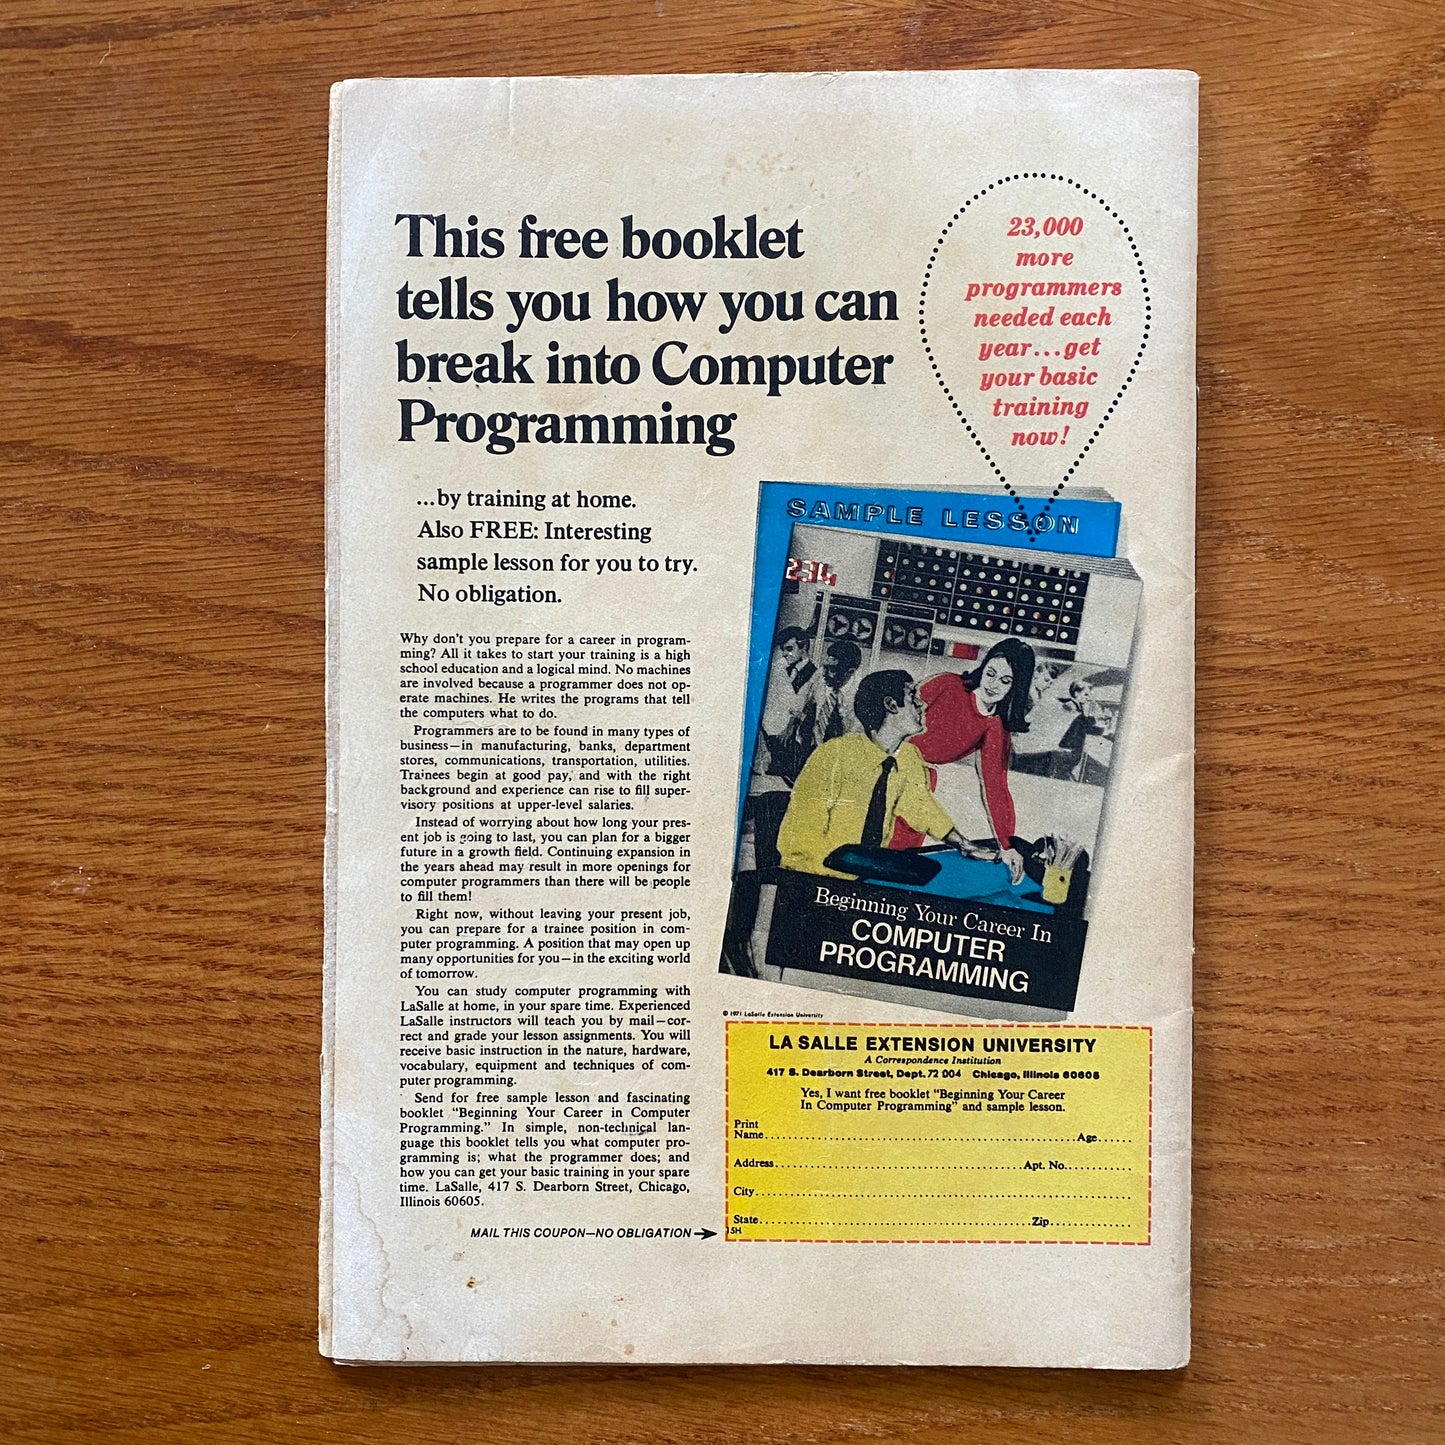 This free booklet
tells you how you can
break into Computer
Programming
23,000
more
programmers
needed each
year...get
your basic
training
now!
...by training at home.
Also FREE: Interesting
sample lesson for you to try.
No obligation.
Why don't you prepare for a career in program-
ming? All it takes to start your training is a high
school education and a logical mind. No machines
are involved because a programmer does not op-
erate machines. He writes the programs that tell
the computers what to do.
Programmers are to be found in many types of
business—in manufacturing, banks, department
stores, communications, transportation, utilities.
Trainees begin at good pay, and with the right
background and experience can rise to fill super-
visory positions at upper-level salaries.
Instead of worrying about how long your pres-
ent job is going to last, you can plan for a bigger
future in a growth field. Continuing expansion in
the years ahead may result in more openings for
computer programmers than there will be people
to fill them!
Right now, without leaving your present job,
you can prepare for a trainee position in com-
puter programming. A position that may open up
many opportunities for you—in the exciting world
of tomorrow.
You can study computer programming with
LaSalle at home, in your spare time. Experienced
LaSalle instructors will teach you by mail—cor-
rect and grade your lesson assignments. You will
receive basic instruction in the nature, hardware,
vocabulary, equipment and techniques of com-
puter programming.
Send for free sample lesson and fascinating
booklet "Beginning Your Career in Computer
Programming." In simple, non-technical lan-
guage this booklet tells you what computer pro-
gramming is; what the programmer does; and
how you can get your basic training in your spare
time. LaSalle, 417 S. Dearborn Street, Chicago,
Illinois 60605.
MAIL THIS COUPON—NO OBLIGATION
SAMPLE LESSON
234
Beginning Your Career In
COMPUTER
PROGRAMMING
© 1971 LaSalle Extension University
LA SALLE EXTENSION UNIVERSITY
A Correspondence Institution
417 S. Dearborn Street, Dept. 72 004 Chicago, Illinois 60605
Yes, I want free booklet "Beginning Your Career
In Computer Programming" and sample lesson.
Print
Name.....Age.....
Address.....Apt. No.....
City.....
State.....Zip.....
15H